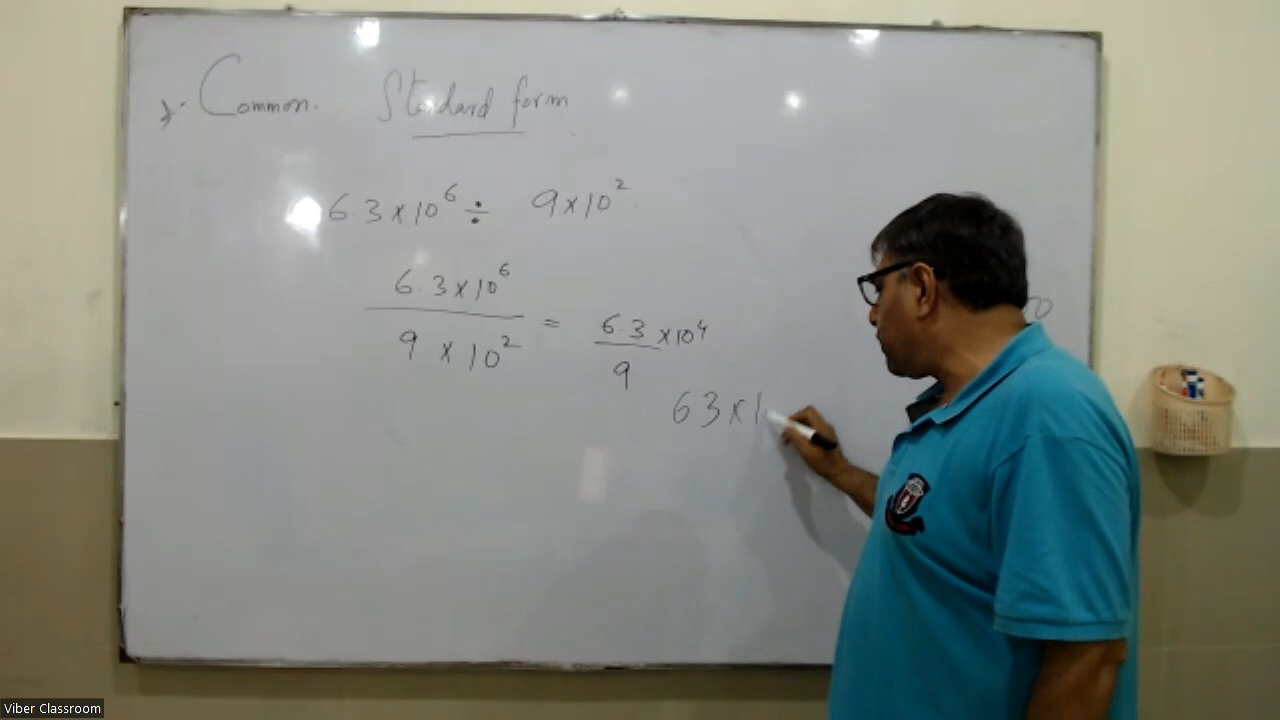 Common. Standard form
6.3 x 10⁶ ÷ 9 x 10².
6.3 x 10⁶
9 x 10²
=
6.3 x 10⁴
9
63 x 1
Viber Classroom